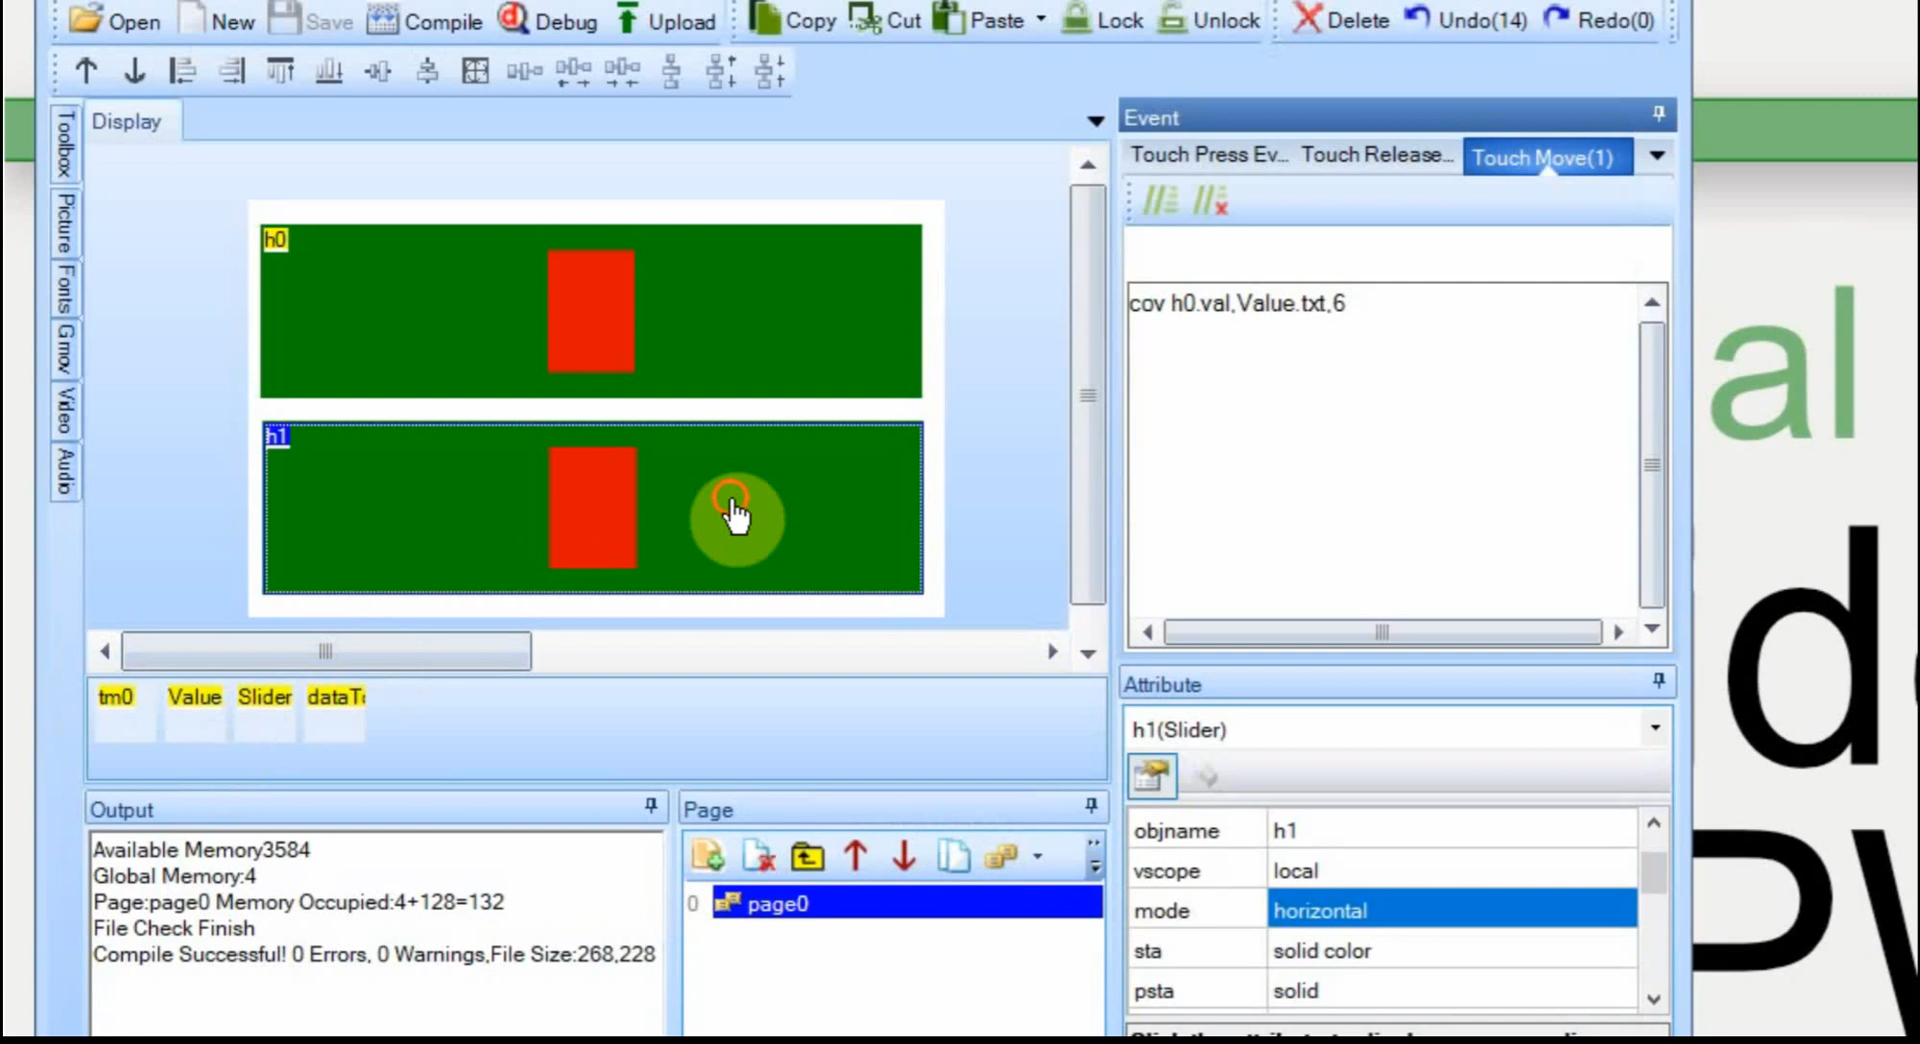 Open New Save Compile Debug Upload Copy Cut Paste Lock Unlock Delete Undo(14) Redo(0)
Toolbox
Picture
Fonts
Gmov
Video
Audio
Display
h0
h1
Event
Touch Press Ev... Touch Release... Touch Move(1)
cov h0.val,Value.txt,6
al
d
P
tm0 Value Slider dataT
Attribute
h1(Slider)
objname h1
vscope local
mode horizontal
sta solid color
psta solid
Output
Available Memory3584
Global Memory:4
Page:page0 Memory Occupied:4+128=132
File Check Finish
Compile Successful! 0 Errors, 0 Warnings,File Size:268,228
Page
0 page0